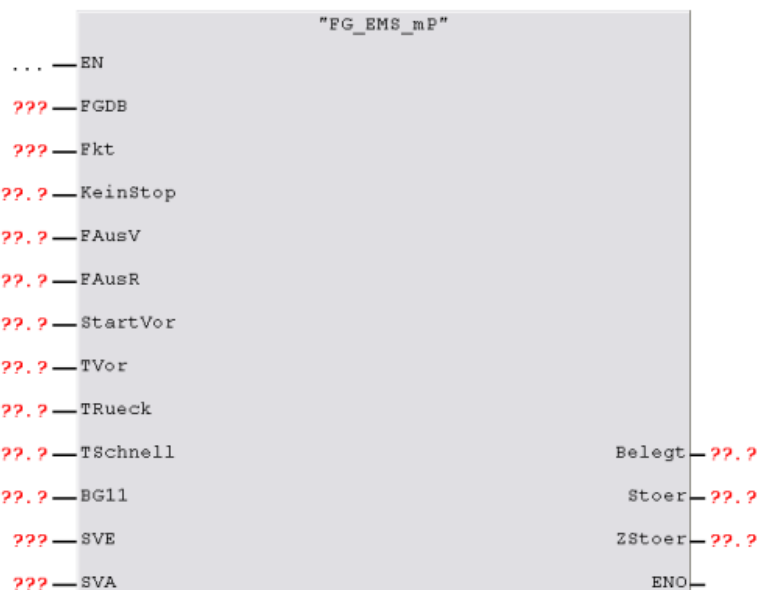 "FG_EMS_mP"
... EN
??? FGDB
??? Fkt
??.? KeinStop
??.? FAusV
??.? FAusR
??.? StartVor
??.? TVor
??.? TRueck
??.? TSchnell Belegt ??.?
??.? BG11 Stoer ??.?
??? SVE ZStoer ??.?
??? SVA ENO